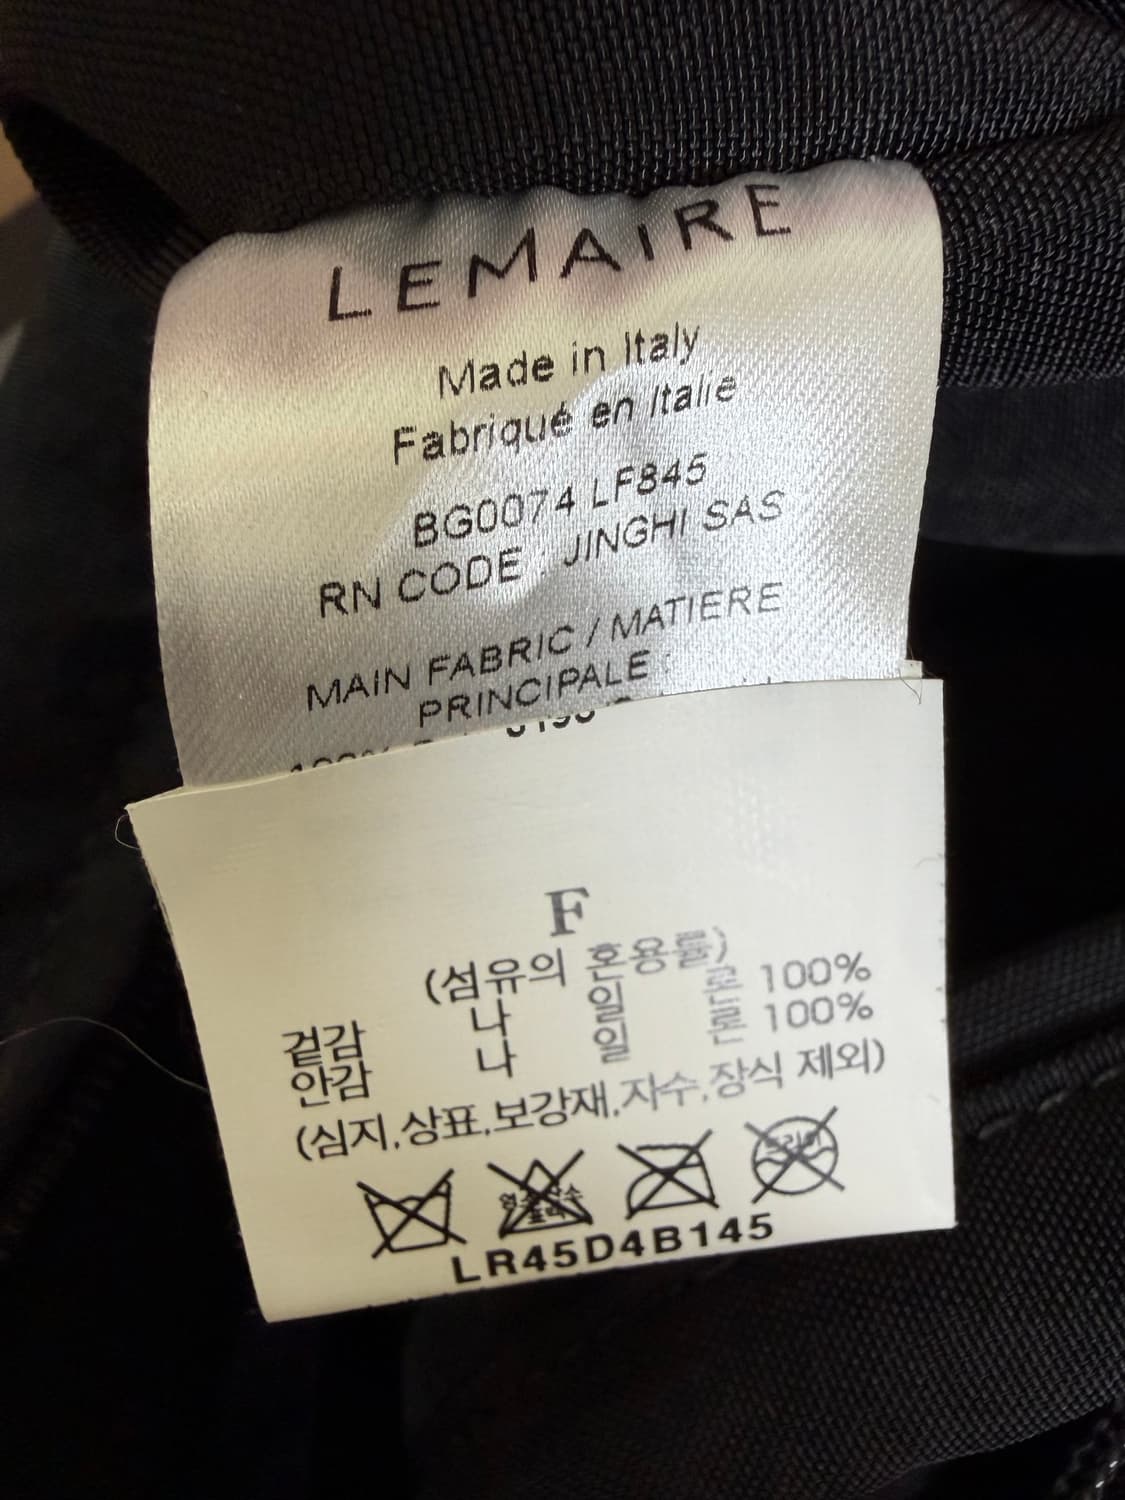 LEMAIRE
Made in Italy
Fabriqué en Italie
BG0074 LF845
RN CODE : JINGHI SAS
MAIN FABRIC / MATIERE
PRINCIPALE :
F
(섬유의 혼용률)
겉감 나 일 론 100%
안감 나 일 론 100%
(심지,상표,보강재,자수,장식 제외)
LR45D4B145